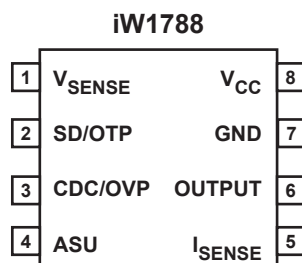 iW1788
1 VSENSE VCC 8
2 SD/OTP GND 7
3 CDC/OVP OUTPUT 6
4 ASU ISENSE 5